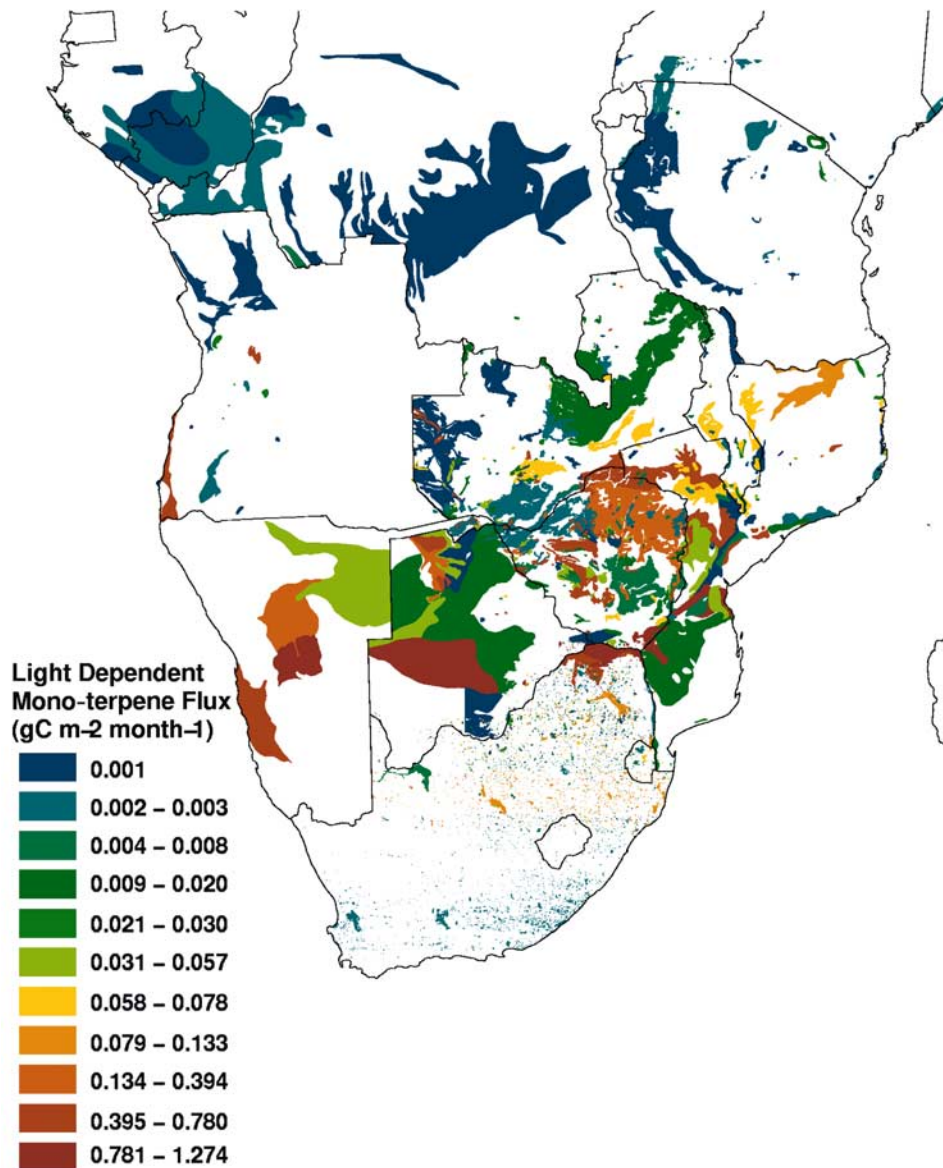 Light Dependent
Mono-terpene Flux
(gC m-2 month-1)
0.001
0.002 - 0.003
0.004 - 0.008
0.009 - 0.020
0.021 - 0.030
0.031 - 0.057
0.058 - 0.078
0.079 - 0.133
0.134 - 0.394
0.395 - 0.780
0.781 - 1.274